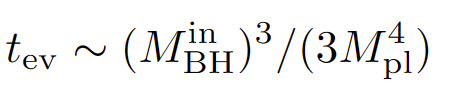 t_ev ∼ (M_BH^in)^3/(3M_pl^4)